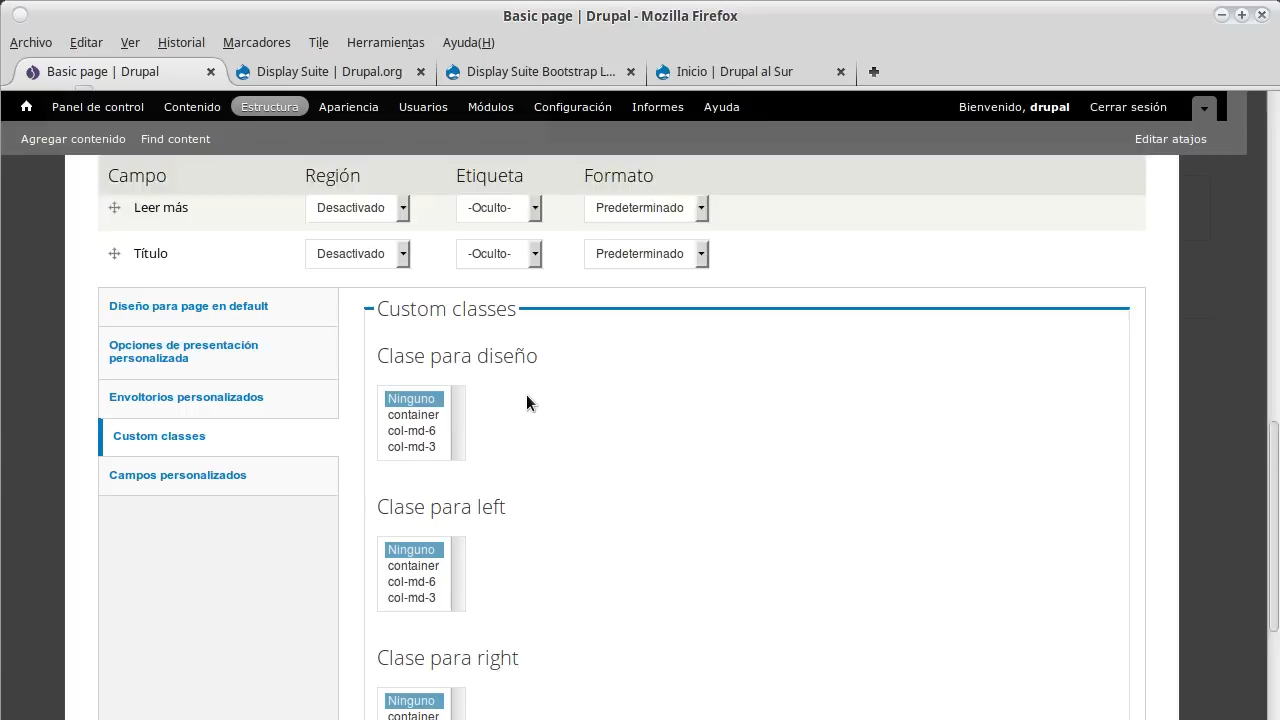 Basic page | Drupal - Mozilla Firefox
Archivo Editar Ver Historial Marcadores Tile Herramientas Ayuda(H)
Basic page | Drupal Display Suite | Drupal.org Display Suite Bootstrap L... Inicio | Drupal al Sur
Panel de control Contenido Estructura Apariencia Usuarios Módulos Configuración Informes Ayuda Bienvenido, drupal Cerrar sesión
Agregar contenido Find content Editar atajos
Campo Región Etiqueta Formato
Leer más Desactivado -Oculto- Predeterminado
Título Desactivado -Oculto- Predeterminado
Diseño para page en default
Opciones de presentación
personalizada
Envoltorios personalizados
Custom classes
Campos personalizados
Custom classes
Clase para diseño
Ninguno
container
col-md-6
col-md-3
Clase para left
Ninguno
container
col-md-6
col-md-3
Clase para right
Ninguno
container